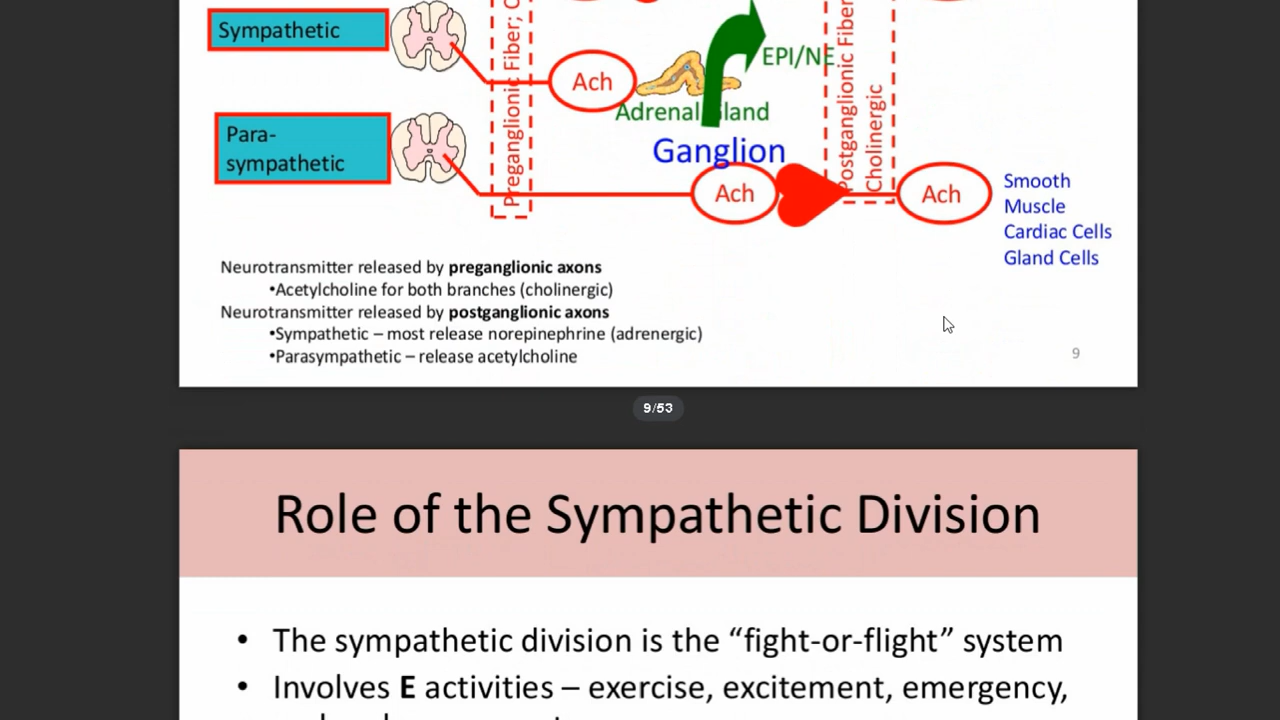 Sympathetic
Preganglionic Fiber;
Ach
EPI/NE
Adrenal Gland
Postganglionic Fiber
Cholinergic
Para-
sympathetic
Ganglion
Ach
Ach
Smooth
Muscle
Cardiac Cells
Gland Cells
Neurotransmitter released by preganglionic axons
•Acetylcholine for both branches (cholinergic)
Neurotransmitter released by postganglionic axons
•Sympathetic – most release norepinephrine (adrenergic)
•Parasympathetic – release acetylcholine
9
9/53
Role of the Sympathetic Division
• The sympathetic division is the “fight-or-flight” system
• Involves E activities – exercise, excitement, emergency,